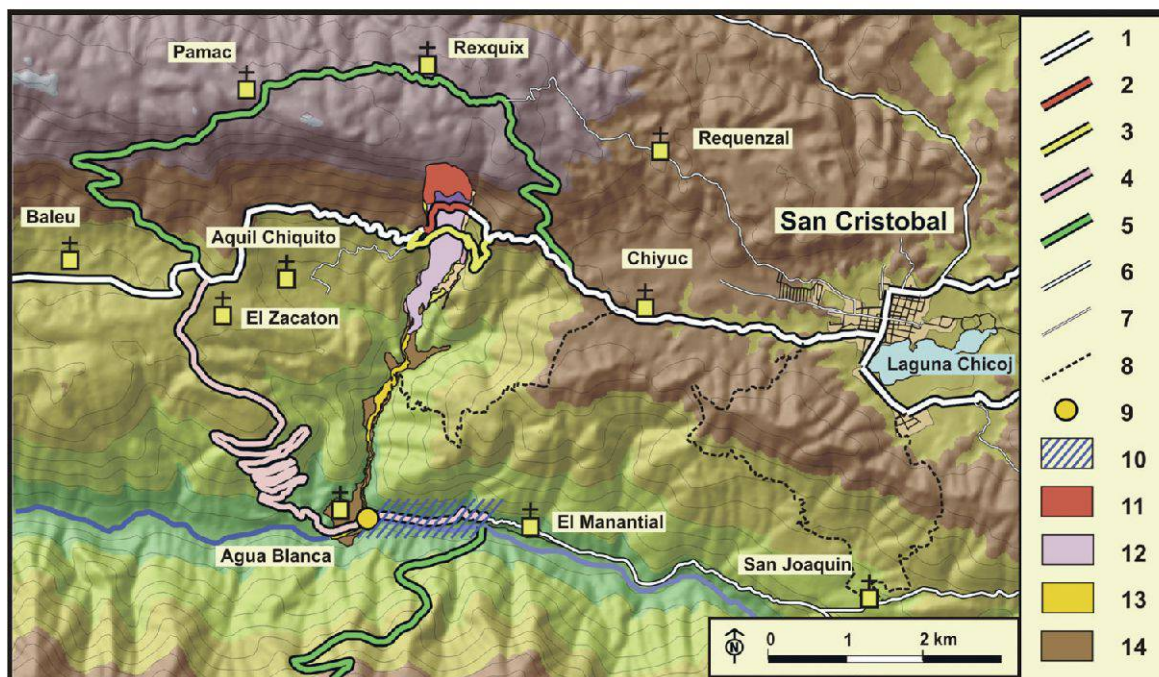 Pamac
Rexquix
Requenzal
San Cristobal
Baleu
Aquil Chiquito
Chiyuc
El Zacaton
Laguna Chicoj
Agua Blanca
El Manantial
San Joaquin
N
0 1 2 km
1
2
3
4
5
6
7
8
9
10
11
12
13
14